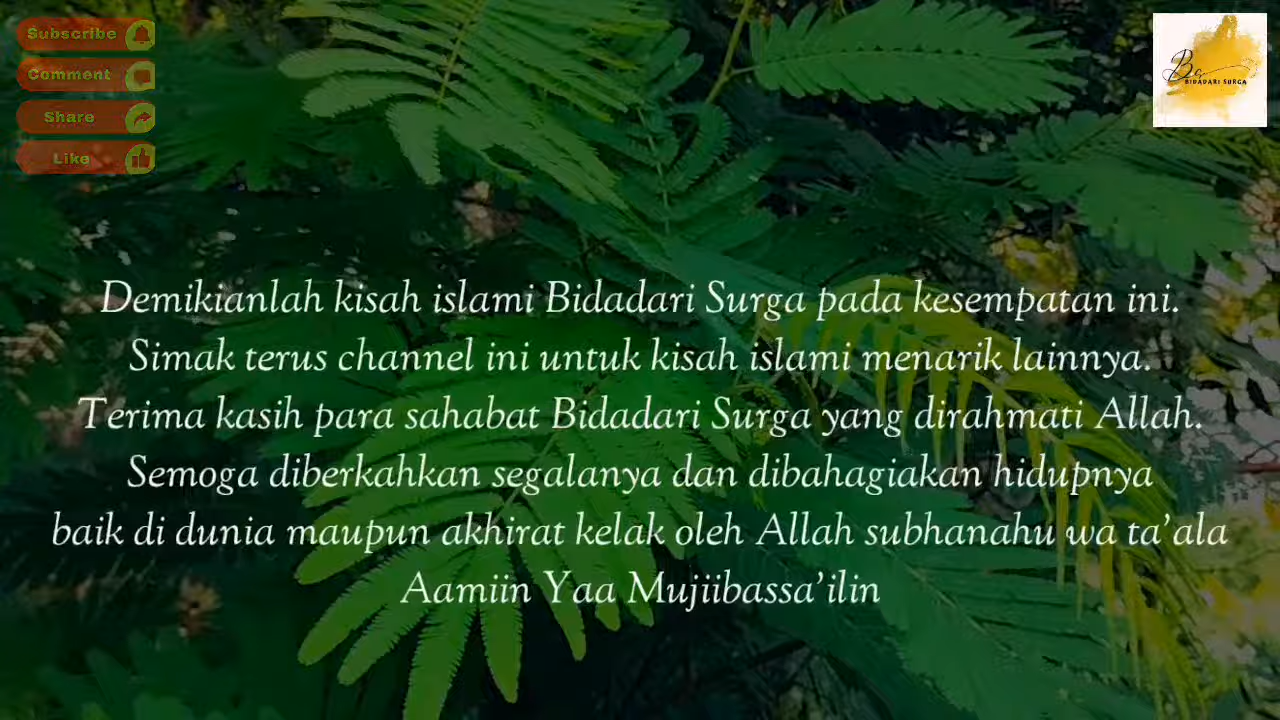 Subscribe
Comment
Share
Like
Bs
BIDADARI SURGA
Demikianlah kisah islami Bidadari Surga pada kesempatan ini.
Simak terus channel ini untuk kisah islami menarik lainnya.
Terima kasih para sahabat Bidadari Surga yang dirahmati Allah.
Semoga diberkahkan segalanya dan dibahagiakan hidupnya
baik di dunia maupun akhirat kelak oleh Allah subhanahu wa ta'ala
Aamiin Yaa Mujiibassa'ilin